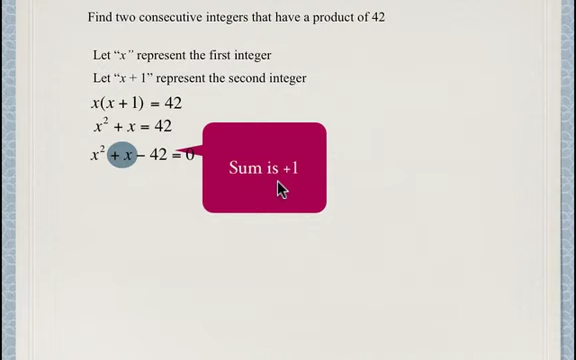 Find two consecutive integers that have a product of 42
Let “x” represent the first integer
Let “x + 1” represent the second integer
x(x + 1) = 42
x² + x = 42
x² + x – 42 = 0
Sum is +1